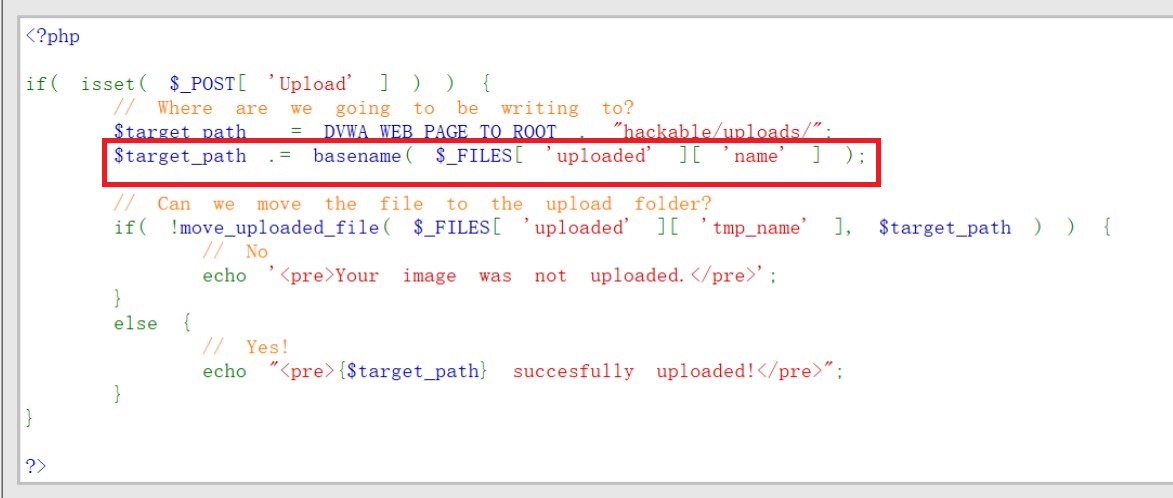 <?php
if( isset( $_POST[ 'Upload' ] ) ) {
// Where are we going to be writing to?
$target_path = DVWA_WEB_PAGE_TO_ROOT . "hackable/uploads/";
$target_path .= basename( $_FILES[ 'uploaded' ][ 'name' ] );
// Can we move the file to the upload folder?
if( !move_uploaded_file( $_FILES[ 'uploaded' ][ 'tmp_name' ], $target_path ) ) {
// No
echo '<pre>Your image was not uploaded.</pre>';
}
else {
// Yes!
echo "<pre>{$target_path} succesfully uploaded!</pre>";
}
}
?>